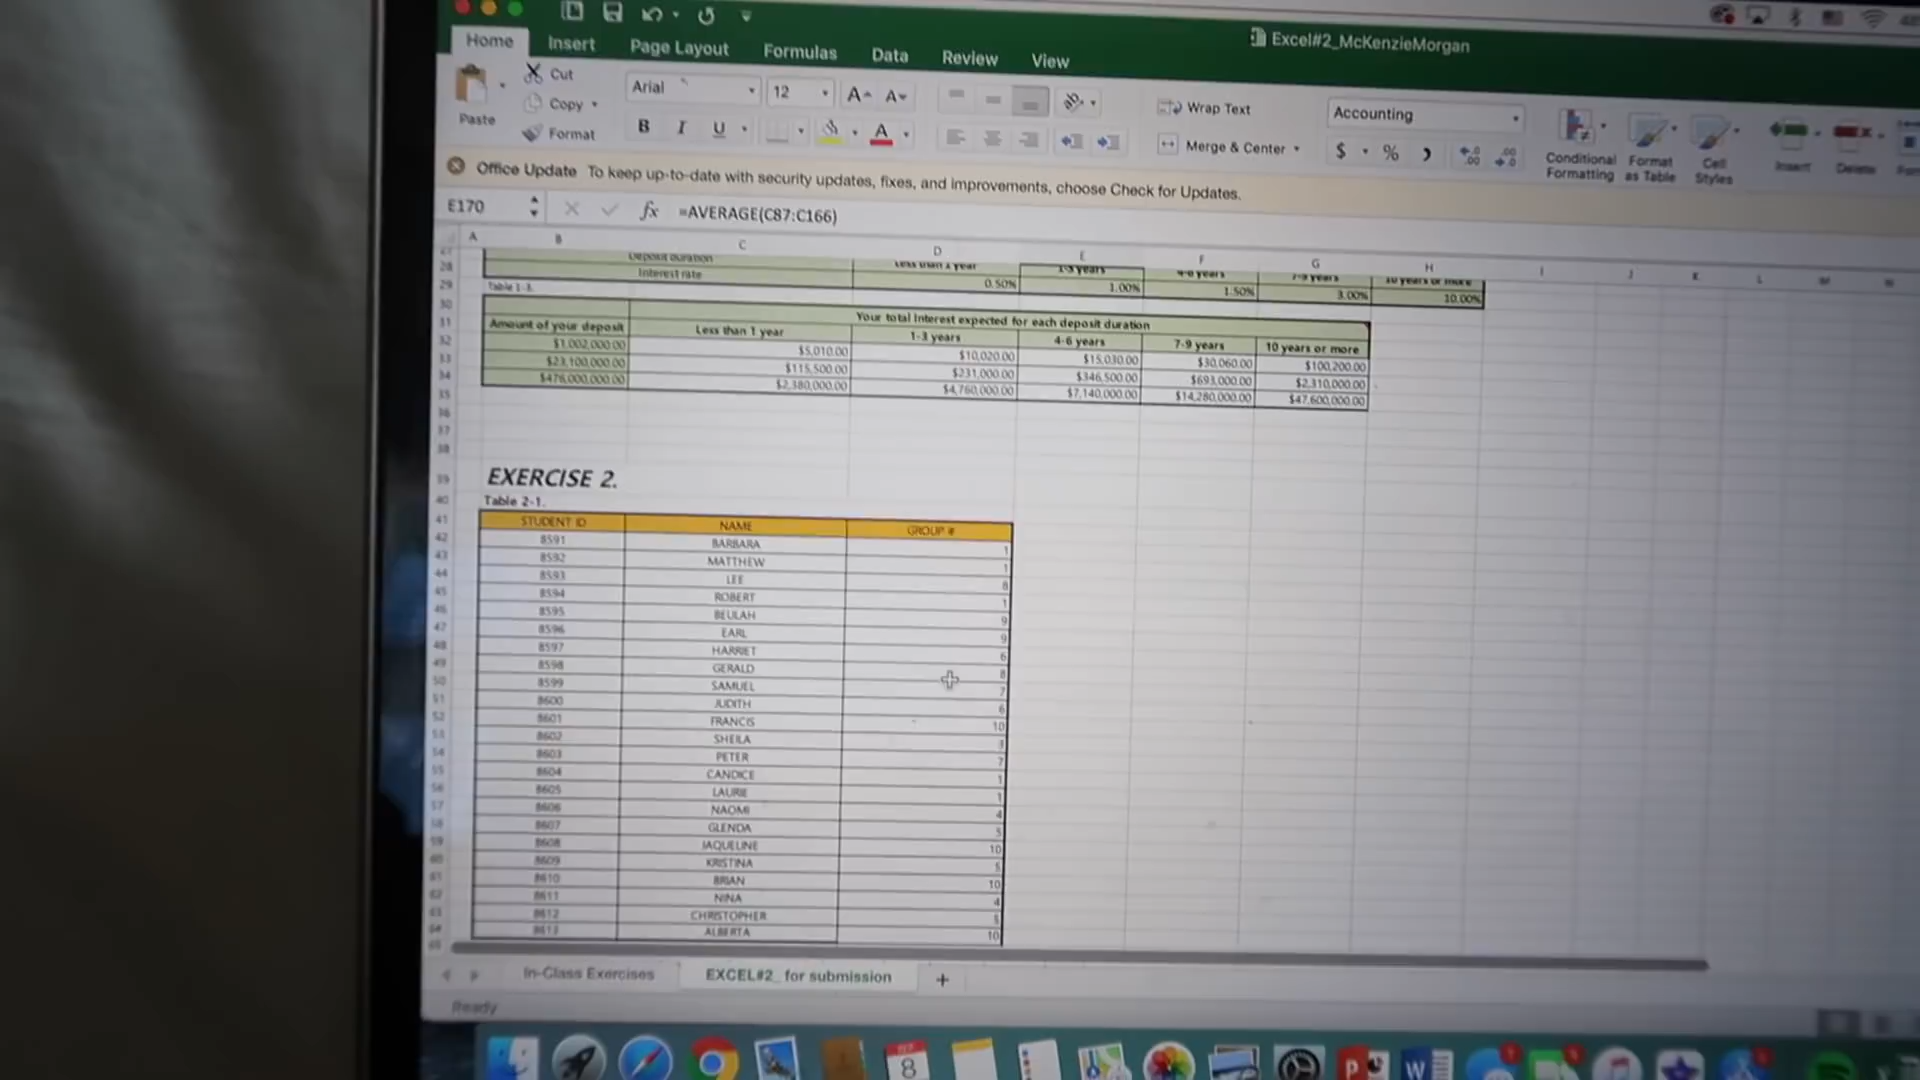 Excel#2_McKenzieMorgan
Home Insert Page Layout Formulas Data Review View
Paste Cut Copy Format
Arial 12 A A
B I U A
Wrap Text
Merge & Center
Accounting
$ % )
Conditional Formatting Format as Table Cell Styles Insert Delete
Office Update To keep up-to-date with security updates, fixes, and improvements, choose Check for Updates.
E170 fx =AVERAGE(C87:C166)
A B C D E F G H I J K L M
Deposit duration Less than 1 year 1-3 years 4-6 years 7-9 years 10 years or more
Interest rate 0.50% 1.00% 1.50% 3.00% 10.00%
Amount of your deposit Your total Interest expected for each deposit duration
Less than 1 year 1-3 years 4-6 years 7-9 years 10 years or more
$1,002,000.00 $5,010.00 $10,020.00 $15,030.00 $30,060.00 $100,200.00
$23,100,000.00 $115,500.00 $231,000.00 $346,500.00 $693,000.00 $2,310,000.00
$476,000,000.00 $2,380,000.00 $4,760,000.00 $7,140,000.00 $14,280,000.00 $47,600,000.00
EXERCISE 2.
Table 2-1.
STUDENT ID NAME GROUP #
8591 BARBARA 1
8592 MATTHEW 1
8593 LEE 8
8594 ROBERT 1
8595 BEULAH 9
8596 EARL 9
8597 HARRIET 6
8598 GERALD 8
8599 SAMUEL 7
8600 JUDITH 6
8601 FRANCIS 10
8602 SHEILA 3
8603 PETER 7
8604 CANDICE 1
8605 LAURIE 1
8606 NAOMI 4
8607 GLENDA 5
8608 JAQUELINE 10
8609 KRISTINA 5
8610 BRIAN 10
8611 NINA 4
8612 CHRISTOPHER
8613 ALBERTA 10
In-Class Exercises EXCEL#2_ for submission +
Ready
8